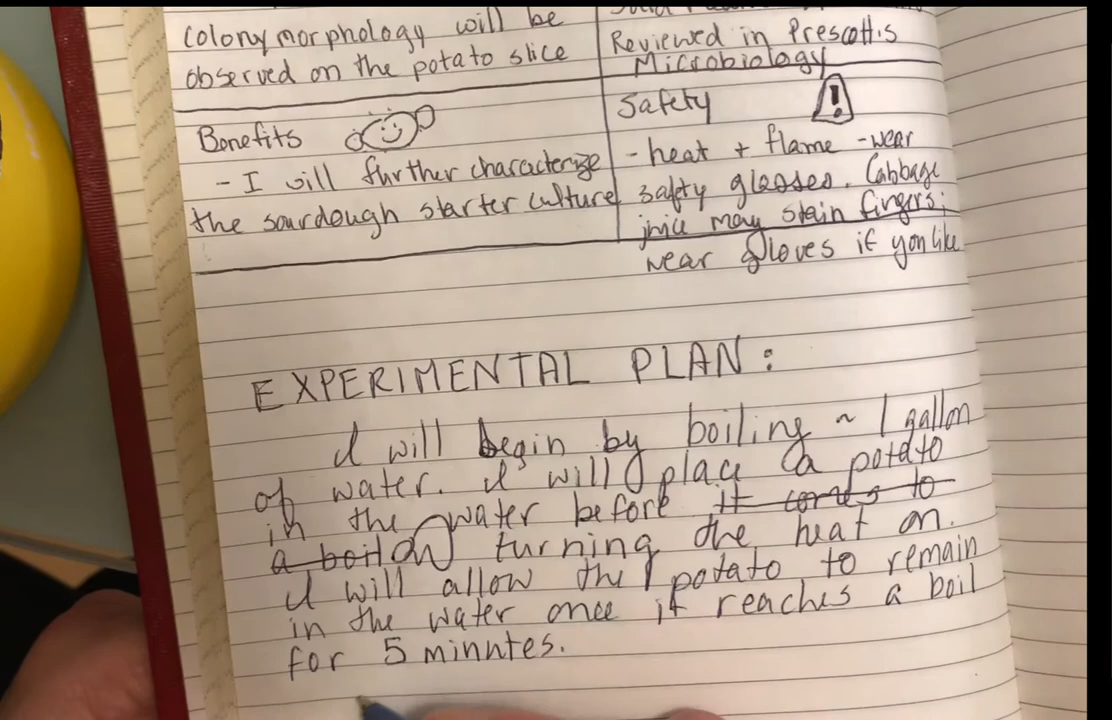 colony morphology will be
observed on the potato slice
Reviewed in Prescott's
Microbiology
Benefits
- I will further characterize
the sourdough starter culture
Safety !
- heat + flame - wear
safty glasses. Cabbage
juice may stain fingers;
wear gloves if you like
EXPERIMENTAL PLAN:
I will begin by boiling ~ 1 gallon
of water. I will place a potato
in the water before it comes to
a boil turning the heat on.
I will allow the potato to remain
in the water once it reaches a boil
for 5 minutes.